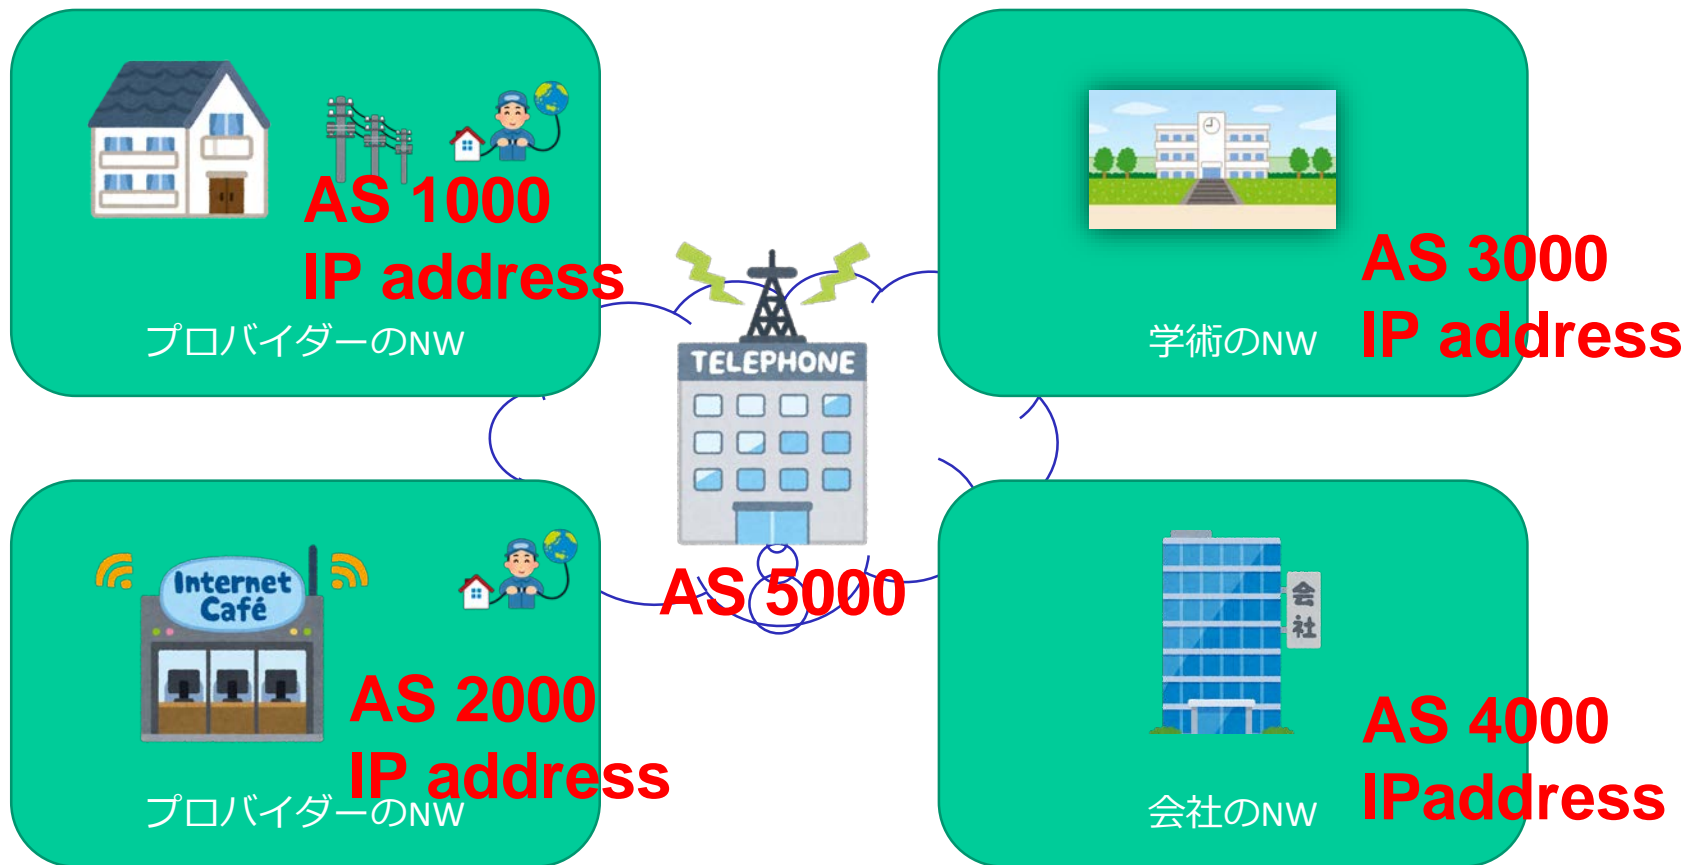 AS 1000
IP address
プロバイダーのNW
AS 3000
IP address
学術のNW
TELEPHONE
AS 5000
Internet
Café
AS 2000
IP address
プロバイダーのNW
会
社
AS 4000
IPaddress
会社のNW